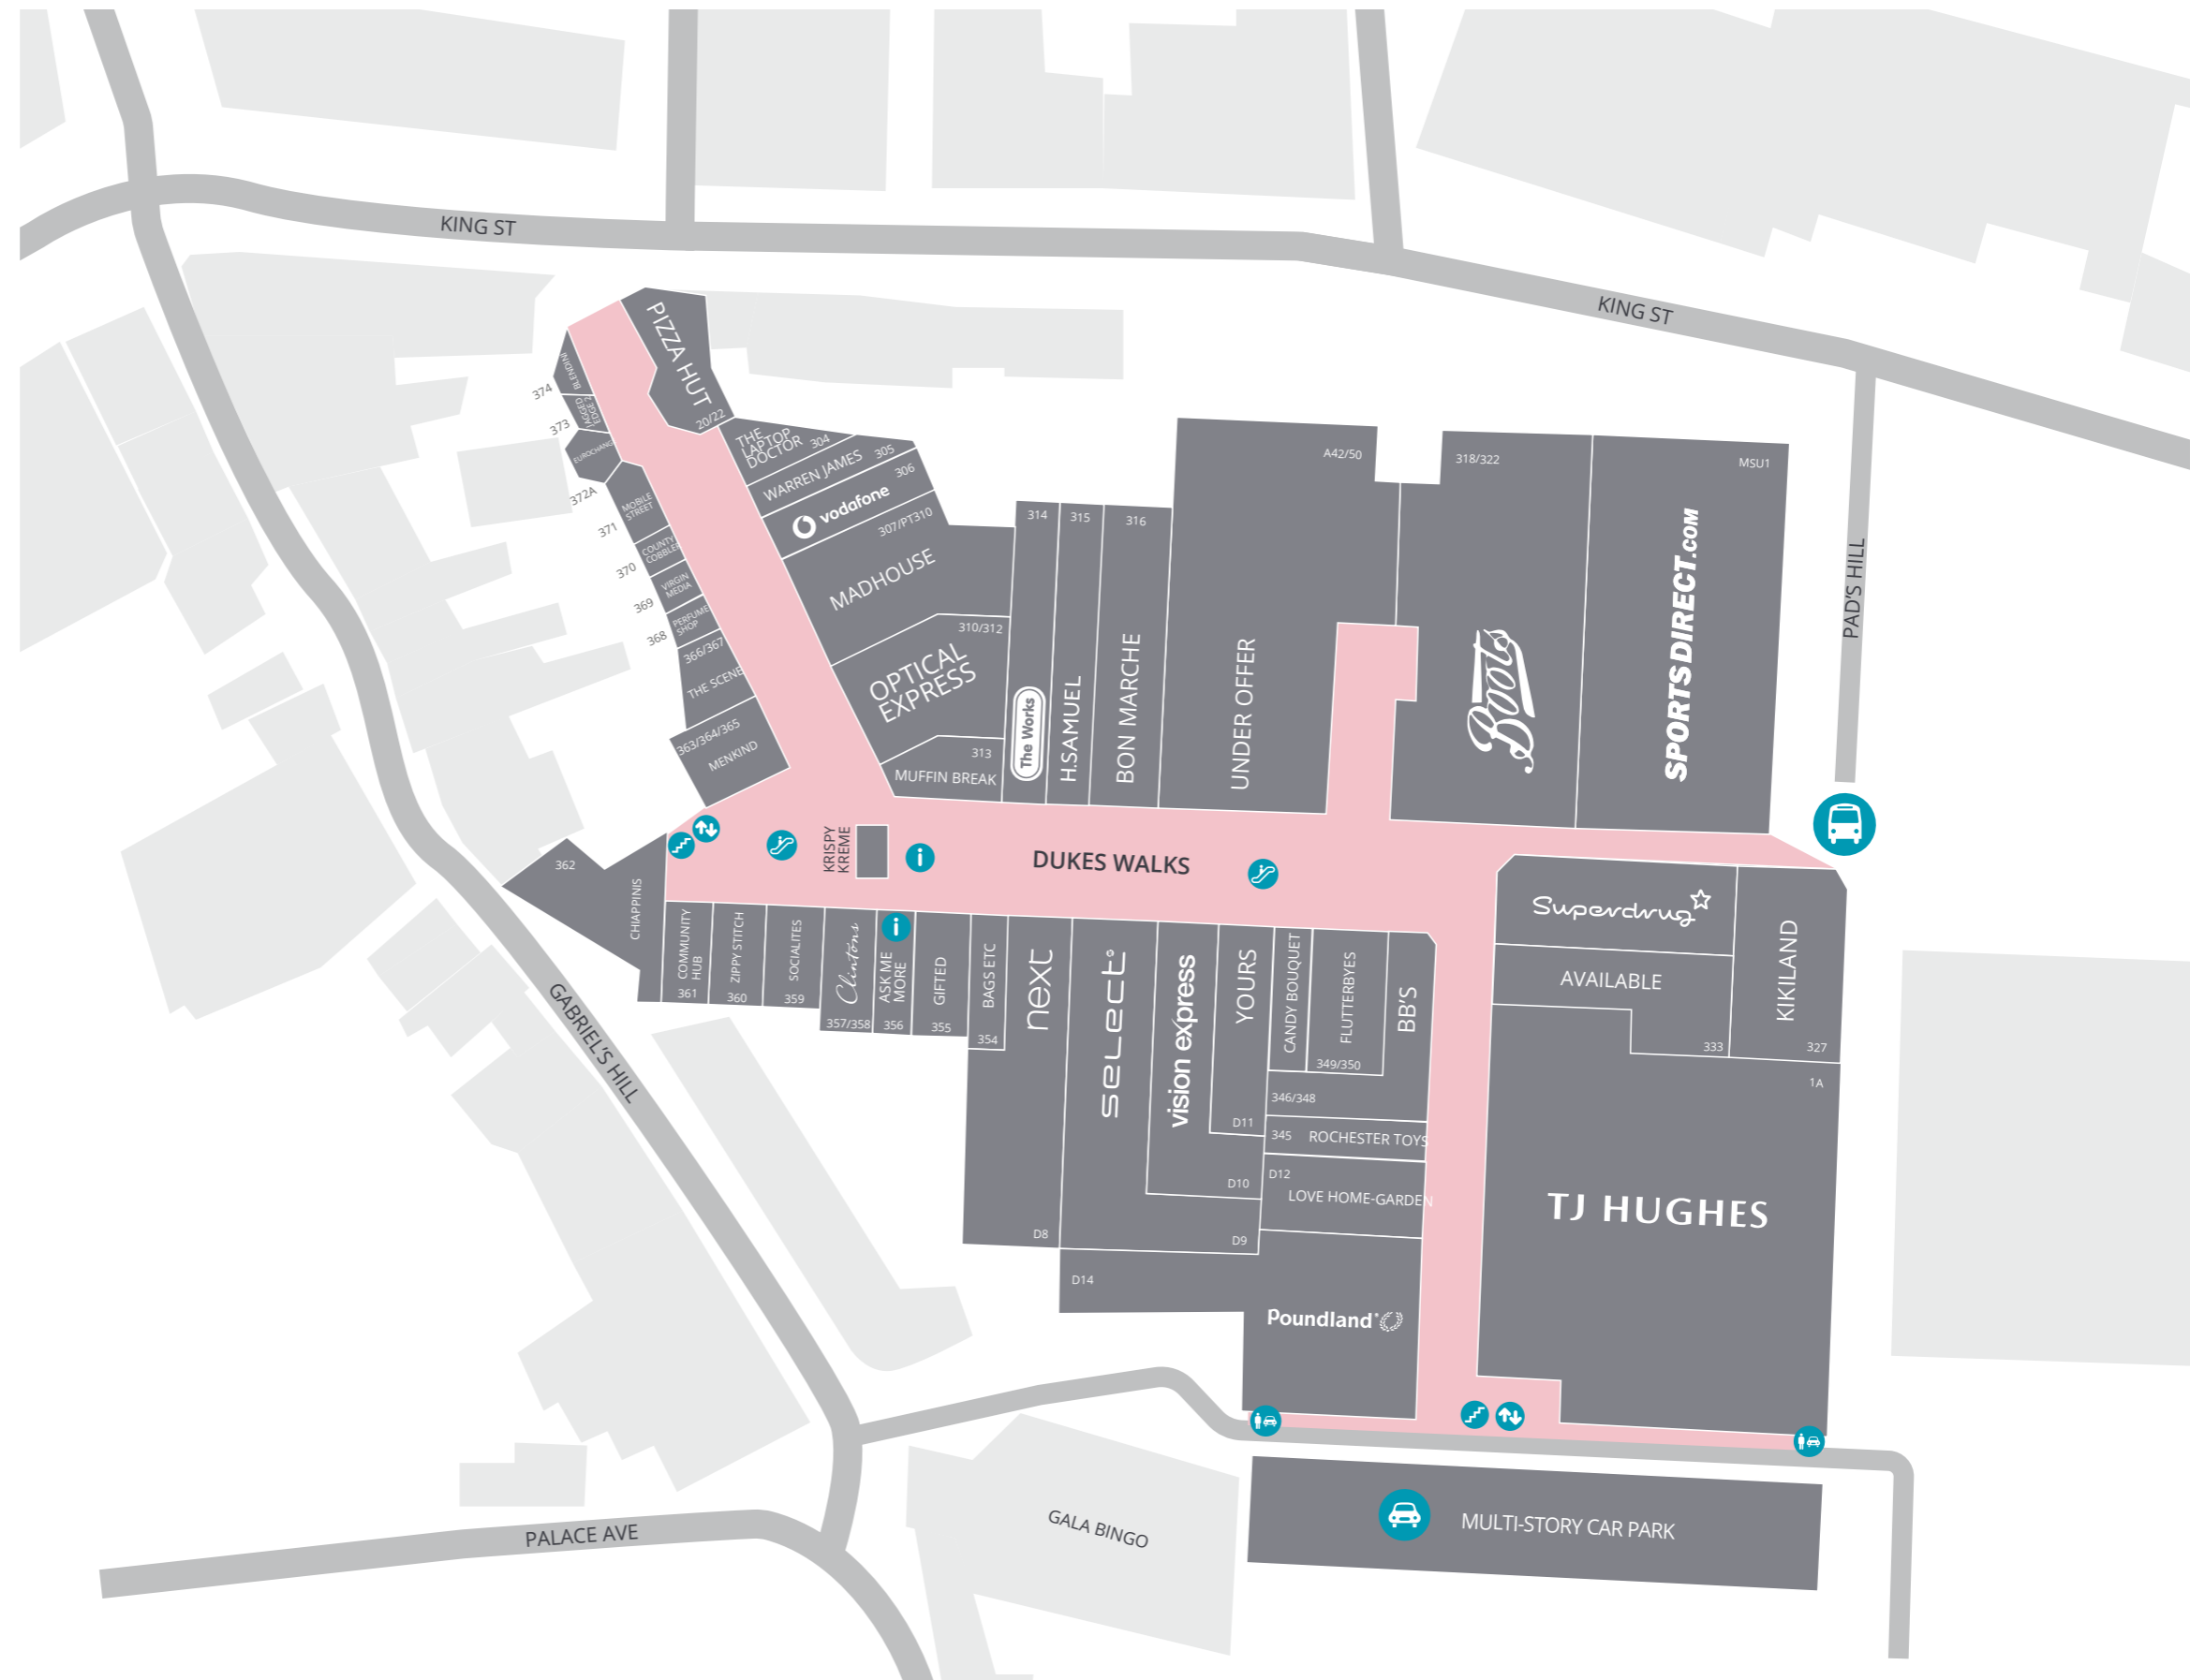 KING ST
KING ST
PAD'S HILL
GABRIEL'S HILL
PALACE AVE
PIZZA HUT
20/22
BLENDINI
374
JAGGED
EDGE 2
373
372A
MOBILE
STREET
371
COUNTY
COBBLER
370
VIRGIN
MEDIA
369
PERFUME
SHOP
368
366/367
THE SCENE
363/364/365
MENKIND
THE
LAPTOP
DOCTOR
304
WARREN JAMES
305
vodafone
306
307/PT310
MADHOUSE
310/312
OPTICAL
EXPRESS
313
MUFFIN BREAK
314
The Works
315
H.SAMUEL
316
BON MARCHE
A42/50
UNDER OFFER
318/322
Boots
MSU1
SPORTSDIRECT.COM
KRISPY
KREME
i
DUKES WALKS
362
CHIAPPINIS
COMMUNITY
HUB
361
ZIPPY STITCH
360
SOCIALITES
359
Clintons
357/358
i
ASK ME
MORE
356
GIFTED
355
BAGS ETC
354
next
D8
SELECT
D9
vision express
D10
YOURS
D11
CANDY BOUQUET
FLUTTERBYES
349/350
BB'S
346/348
345 ROCHESTER TOYS
D12
LOVE HOME-GARDEN
D14
Poundland
Superdrug
AVAILABLE
333
KIKILAND
327
1A
TJ HUGHES
MULTI-STORY CAR PARK
GALA BINGO